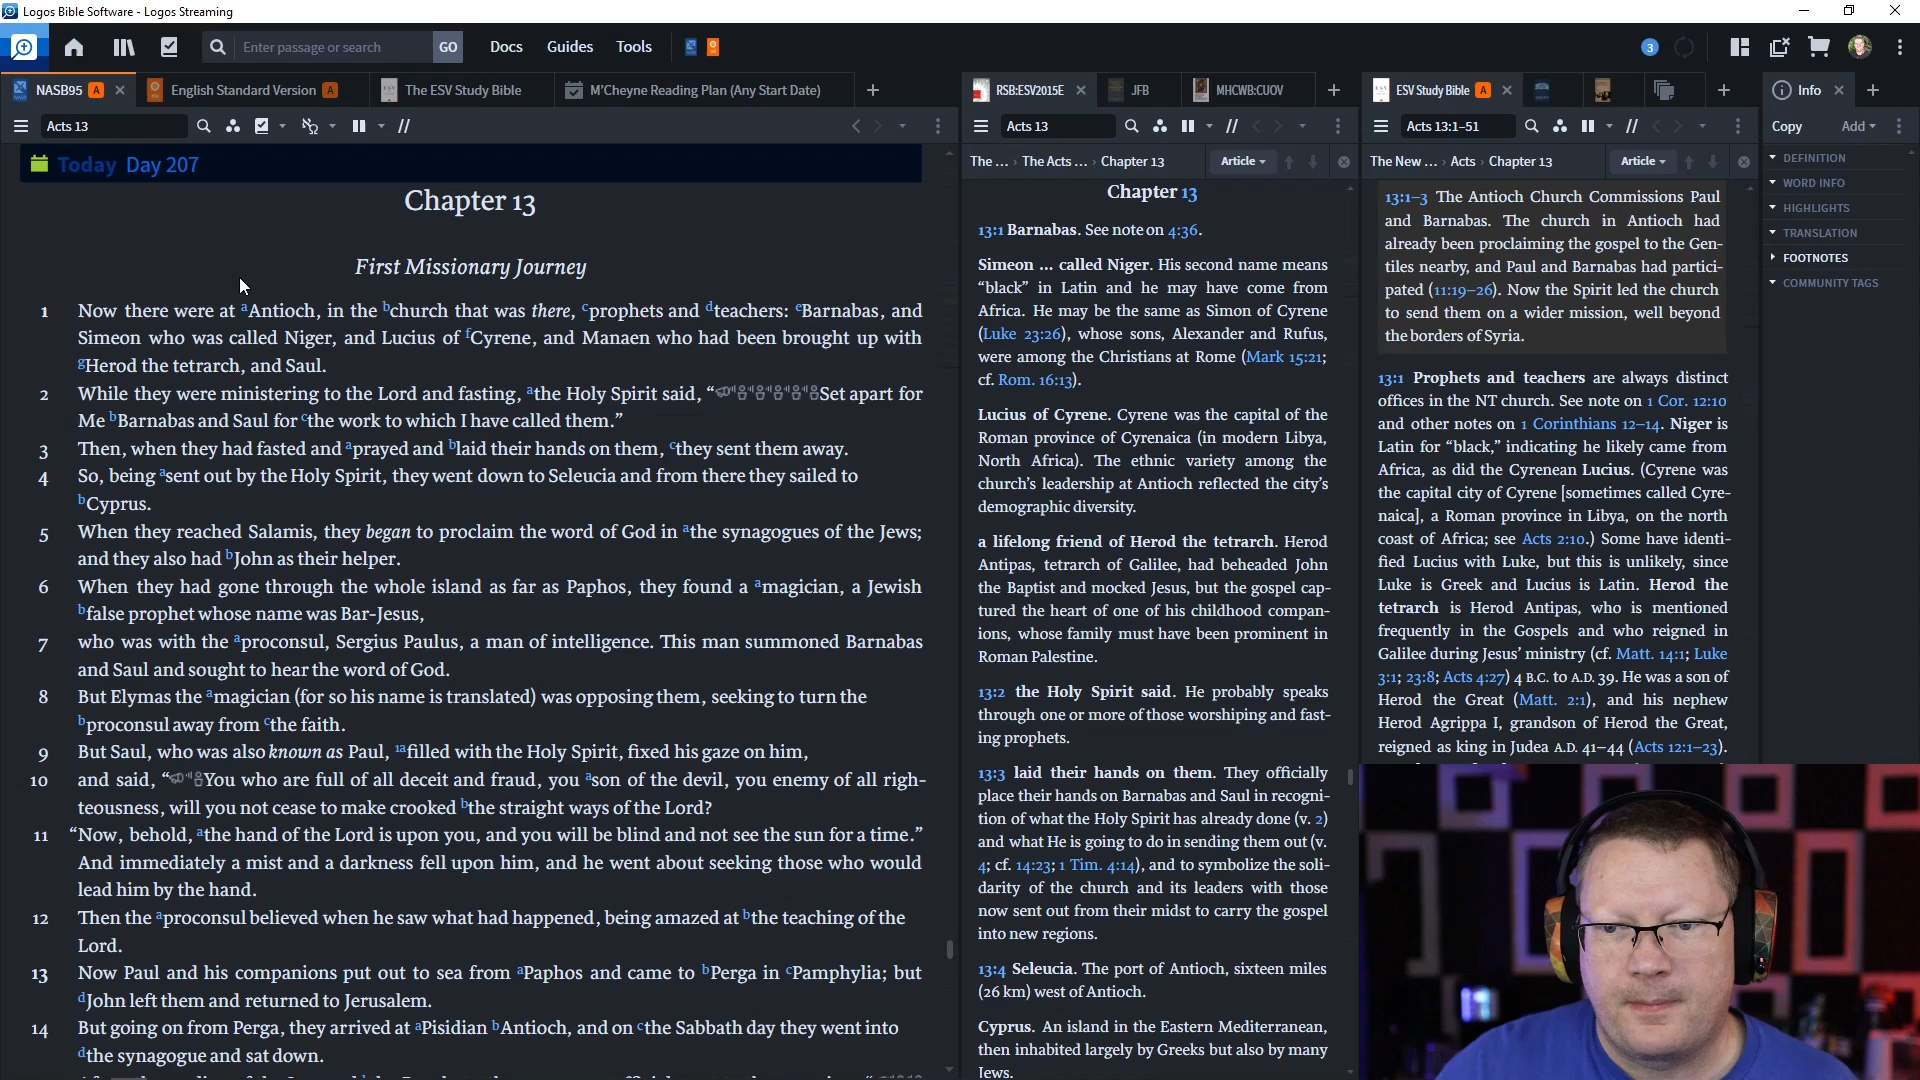 Logos Bible Software - Logos Streaming
Enter passage or search
GO
Docs
Guides
Tools
3
NASB95 A
English Standard Version A
The ESV Study Bible
M'Cheyne Reading Plan (Any Start Date)
Acts 13
Today Day 207
Chapter 13
First Missionary Journey
1 Now there were at aAntioch, in the bchurch that was there, cprophets and dteachers: eBarnabas, and
Simeon who was called Niger, and Lucius of fCyrene, and Manaen who had been brought up with
gHerod the tetrarch, and Saul.
2 While they were ministering to the Lord and fasting, athe Holy Spirit said, “Set apart for
Me bBarnabas and Saul for cthe work to which I have called them.”
3 Then, when they had fasted and aprayed and blaid their hands on them, cthey sent them away.
4 So, being asent out by the Holy Spirit, they went down to Seleucia and from there they sailed to
bCyprus.
5 When they reached Salamis, they began to proclaim the word of God in athe synagogues of the Jews;
and they also had bJohn as their helper.
6 When they had gone through the whole island as far as Paphos, they found a amagician, a Jewish
bfalse prophet whose name was Bar-Jesus,
7 who was with the aproconsul, Sergius Paulus, a man of intelligence. This man summoned Barnabas
and Saul and sought to hear the word of God.
8 But Elymas the amagician (for so his name is translated) was opposing them, seeking to turn the
bproconsul away from cthe faith.
9 But Saul, who was also known as Paul, 1afilled with the Holy Spirit, fixed his gaze on him,
10 and said, “You who are full of all deceit and fraud, you ason of the devil, you enemy of all righ-
teousness, will you not cease to make crooked bthe straight ways of the Lord?
11 “Now, behold, athe hand of the Lord is upon you, and you will be blind and not see the sun for a time.”
And immediately a mist and a darkness fell upon him, and he went about seeking those who would
lead him by the hand.
12 Then the aproconsul believed when he saw what had happened, being amazed at bthe teaching of the
Lord.
13 Now Paul and his companions put out to sea from aPaphos and came to bPerga in cPamphylia; but
dJohn left them and returned to Jerusalem.
14 But going on from Perga, they arrived at aPisidian bAntioch, and on cthe Sabbath day they went into
dthe synagogue and sat down.
RSB:ESV2015E
JFB
MHCWB:CUOV
Acts 13
The ... › The Acts ... › Chapter 13
Article
Chapter 13
13:1 Barnabas. See note on 4:36.
Simeon ... called Niger. His second name means
“black” in Latin and he may have come from
Africa. He may be the same as Simon of Cyrene
(Luke 23:26), whose sons, Alexander and Rufus,
were among the Christians at Rome (Mark 15:21;
cf. Rom. 16:13).
Lucius of Cyrene. Cyrene was the capital of the
Roman province of Cyrenaica (in modern Libya,
North Africa). The ethnic variety among the
church’s leadership at Antioch reflected the city’s
demographic diversity.
a lifelong friend of Herod the tetrarch. Herod
Antipas, tetrarch of Galilee, had beheaded John
the Baptist and mocked Jesus, but the gospel cap-
tured the heart of one of his childhood compan-
ions, whose family must have been prominent in
Roman Palestine.
13:2 the Holy Spirit said. He probably speaks
through one or more of those worshiping and fast-
ing prophets.
13:3 laid their hands on them. They officially
place their hands on Barnabas and Saul in recogni-
tion of what the Holy Spirit has already done (v. 2)
and what He is going to do in sending them out (v.
4; cf. 14:23; 1 Tim. 4:14), and to symbolize the soli-
darity of the church and its leaders with those
now sent out from their midst to carry the gospel
into new regions.
13:4 Seleucia. The port of Antioch, sixteen miles
(26 km) west of Antioch.
Cyprus. An island in the Eastern Mediterranean,
then inhabited largely by Greeks but also by many
Jews.
ESV Study Bible A
Acts 13:1–51
The New ... › Acts › Chapter 13
Article
13:1–3 The Antioch Church Commissions Paul
and Barnabas. The church in Antioch had
already been proclaiming the gospel to the Gen-
tiles nearby, and Paul and Barnabas had partici-
pated (11:19–26). Now the Spirit led the church
to send them on a wider mission, well beyond
the borders of Syria.
13:1 Prophets and teachers are always distinct
offices in the NT church. See note on 1 Cor. 12:10
and other notes on 1 Corinthians 12–14. Niger is
Latin for “black,” indicating he likely came from
Africa, as did the Cyrenean Lucius. (Cyrene was
the capital city of Cyrene [sometimes called Cyre-
naica], a Roman province in Libya, on the north
coast of Africa; see Acts 2:10.) Some have identi-
fied Lucius with Luke, but this is unlikely, since
Luke is Greek and Lucius is Latin. Herod the
tetrarch is Herod Antipas, who is mentioned
frequently in the Gospels and who reigned in
Galilee during Jesus’ ministry (cf. Matt. 14:1; Luke
3:1; 23:8; Acts 4:27) 4 B.C. to A.D. 39. He was a son of
Herod the Great (Matt. 2:1), and his nephew
Herod Agrippa I, grandson of Herod the Great,
reigned as king in Judea A.D. 41–44 (Acts 12:1–23).
Info
Copy
Add
DEFINITION
WORD INFO
HIGHLIGHTS
TRANSLATION
FOOTNOTES
COMMUNITY TAGS